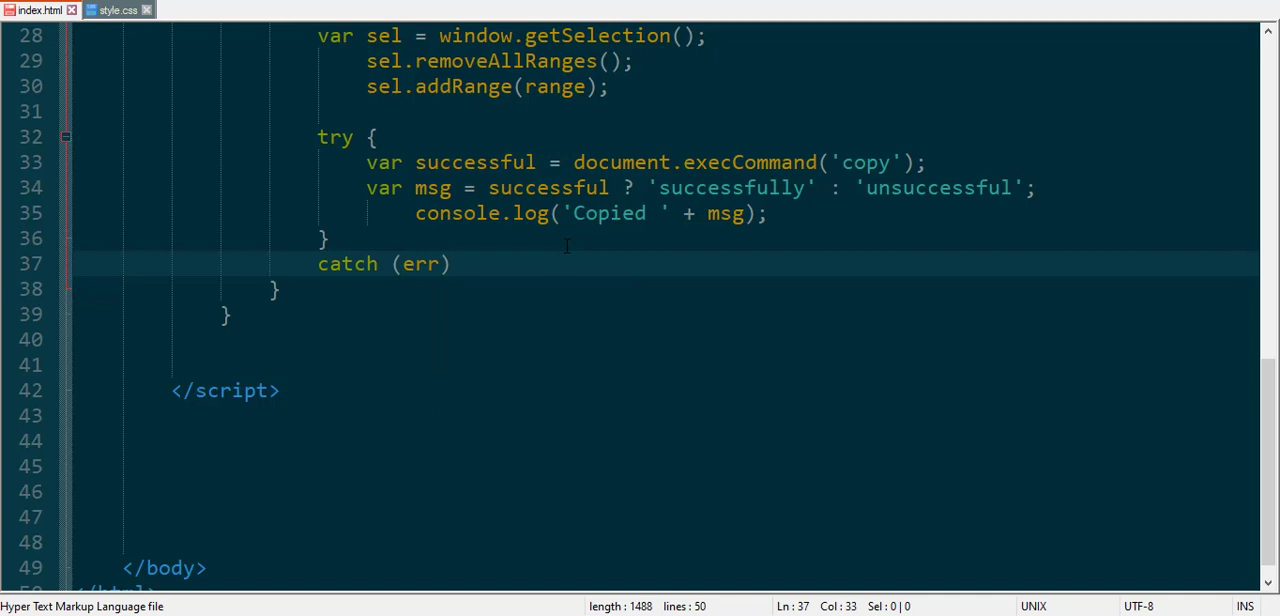 index.html style.css
28 var sel = window.getSelection();
29 sel.removeAllRanges();
30 sel.addRange(range);
31
32 try {
33 var successful = document.execCommand('copy');
34 var msg = successful ? 'successfully' : 'unsuccessful';
35 console.log('Copied ' + msg);
36 }
37 catch (err)
38 }
39 }
40
41
42 </script>
43
44
45
46
47
48
49 </body>
50 </html>
Hyper Text Markup Language file length : 1488 lines : 50 Ln : 37 Col : 33 Sel : 0 | 0 UNIX UTF-8 INS